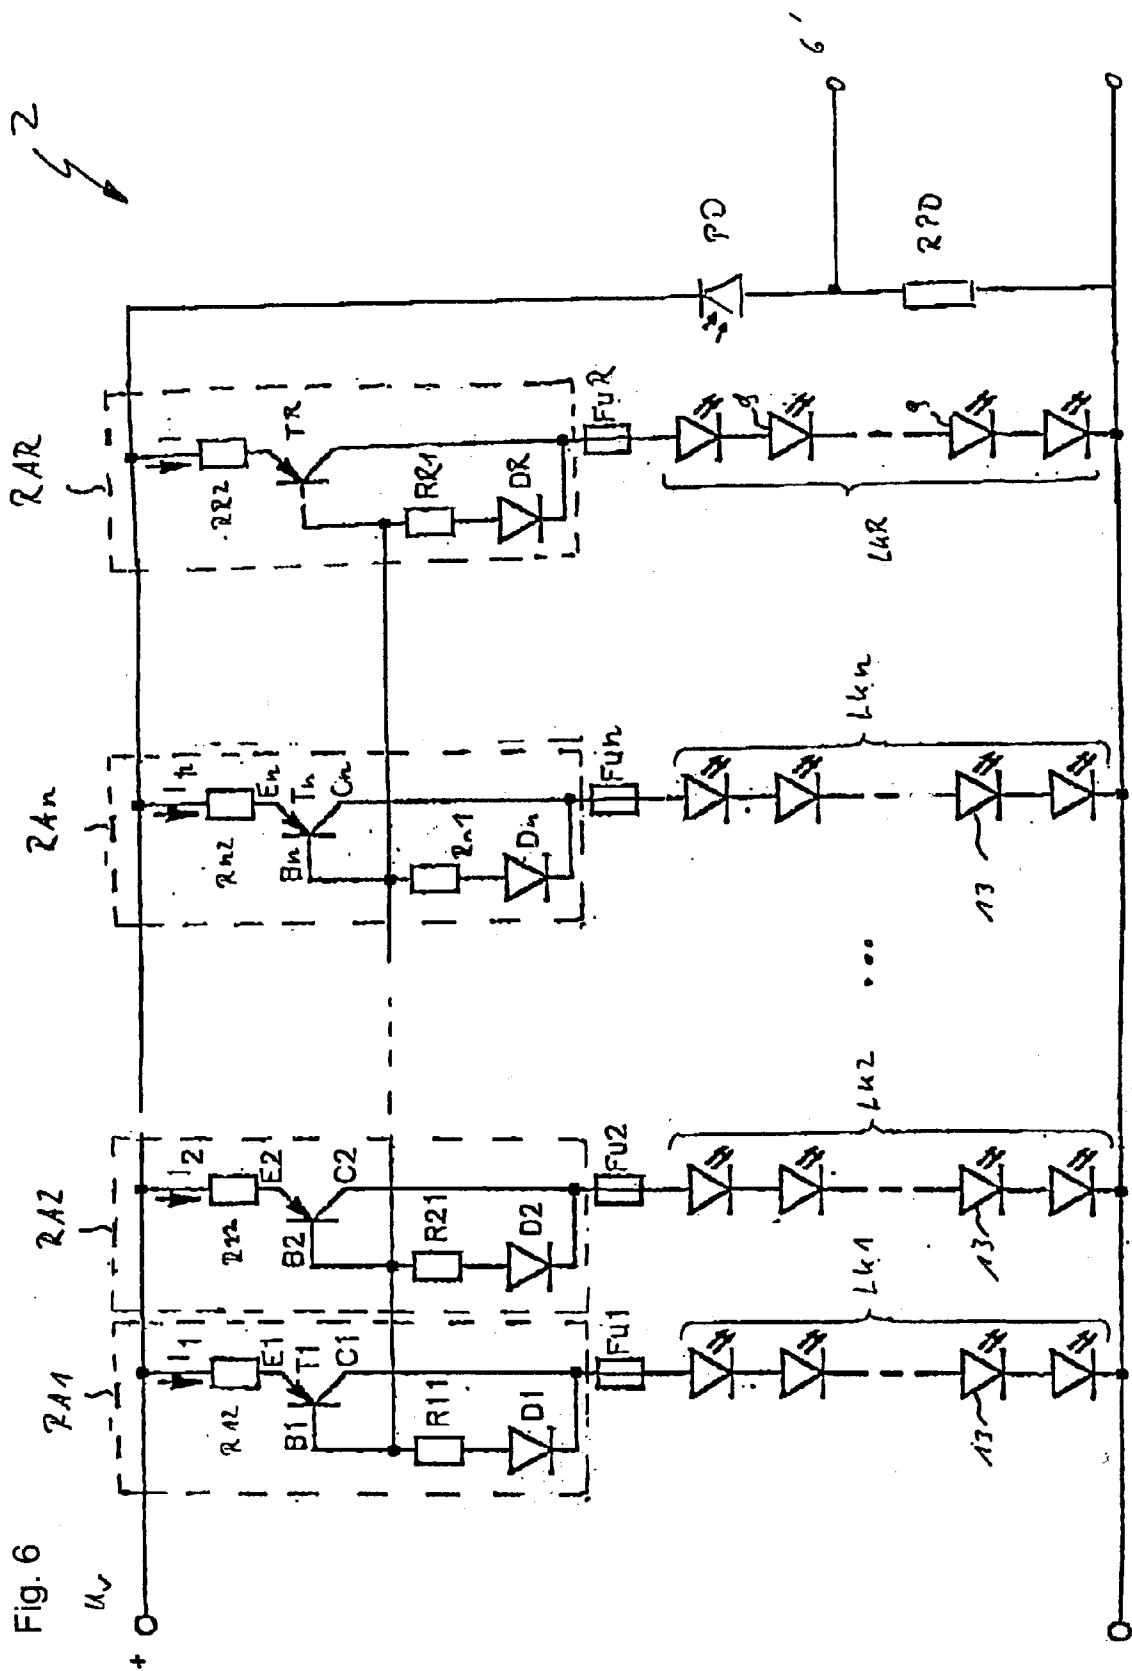 Fig. 6
2
RA1
RA2
RAn
RAR
+
I1
I2
In
I
R12
Rn2
RR2
E1
T1
B1
C1
E2
B2
C2
En
Tn
Bn
Cn
TR
R11
R21
Rn1
RR1
D1
D2
Dn
DR
Fu1
Fu2
Fun
FuR
PD
6'
RPD
Lk1
Lk2
...
Lkn
LkR
13
13
13
9
9